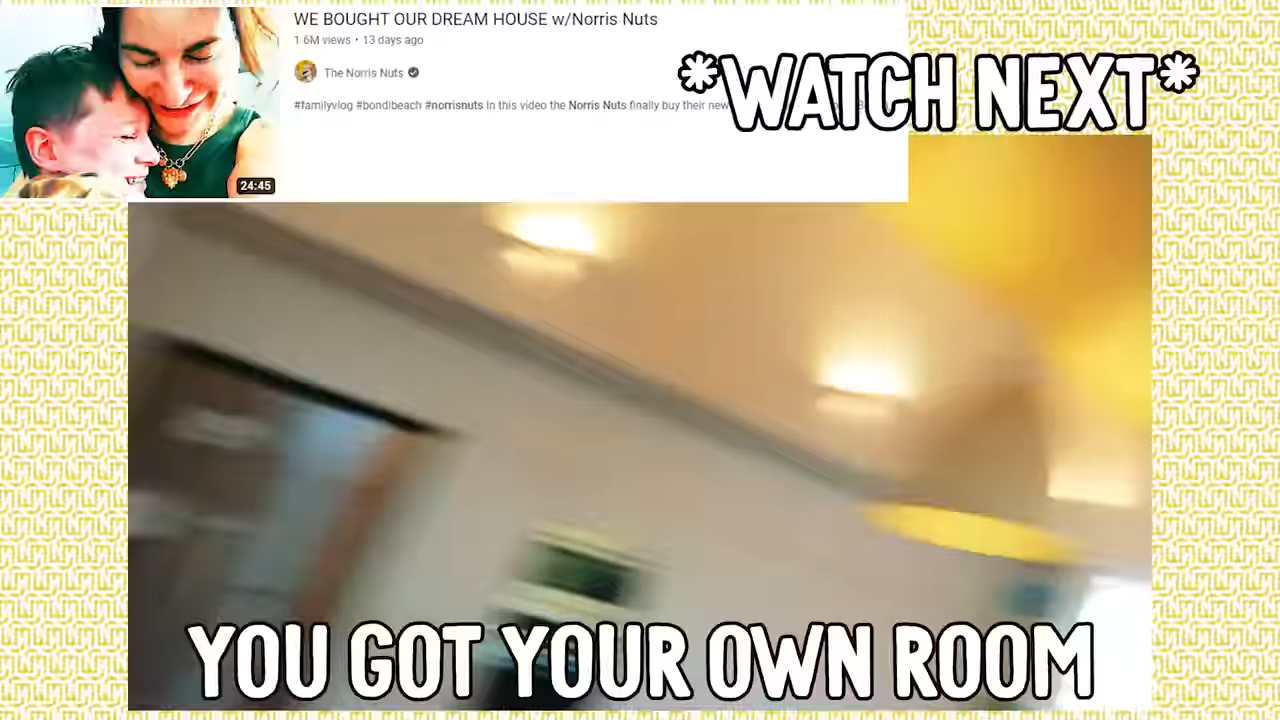 WE BOUGHT OUR DREAM HOUSE w/Norris Nuts
1.6M views • 13 days ago
*WATCH NEXT*
The Norris Nuts
#familyvlog #bondibeach #norrisnuts In this video the Norris Nuts finally buy their new
24:45
YOU GOT YOUR OWN ROOM